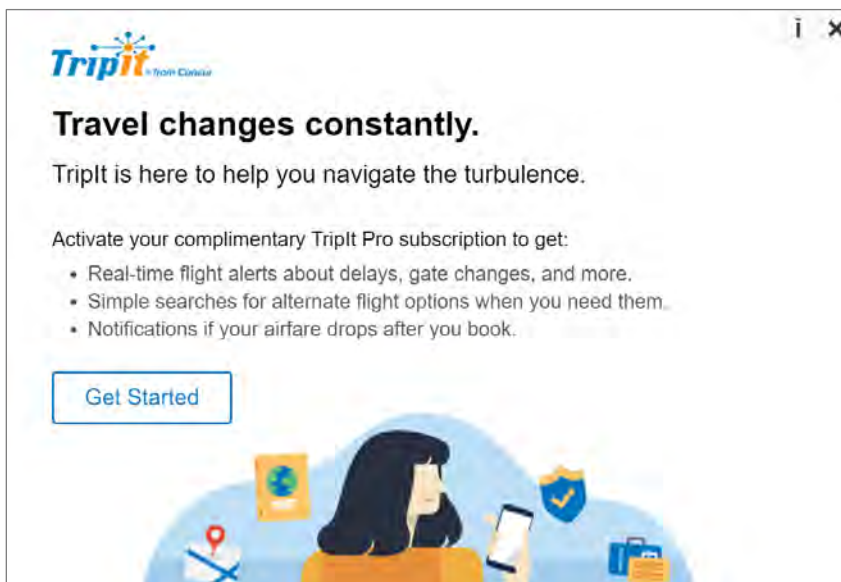 i ×
Tripit from Concur
Travel changes constantly.
TripIt is here to help you navigate the turbulence.
Activate your complimentary TripIt Pro subscription to get:
• Real-time flight alerts about delays, gate changes, and more.
• Simple searches for alternate flight options when you need them.
• Notifications if your airfare drops after you book.
Get Started